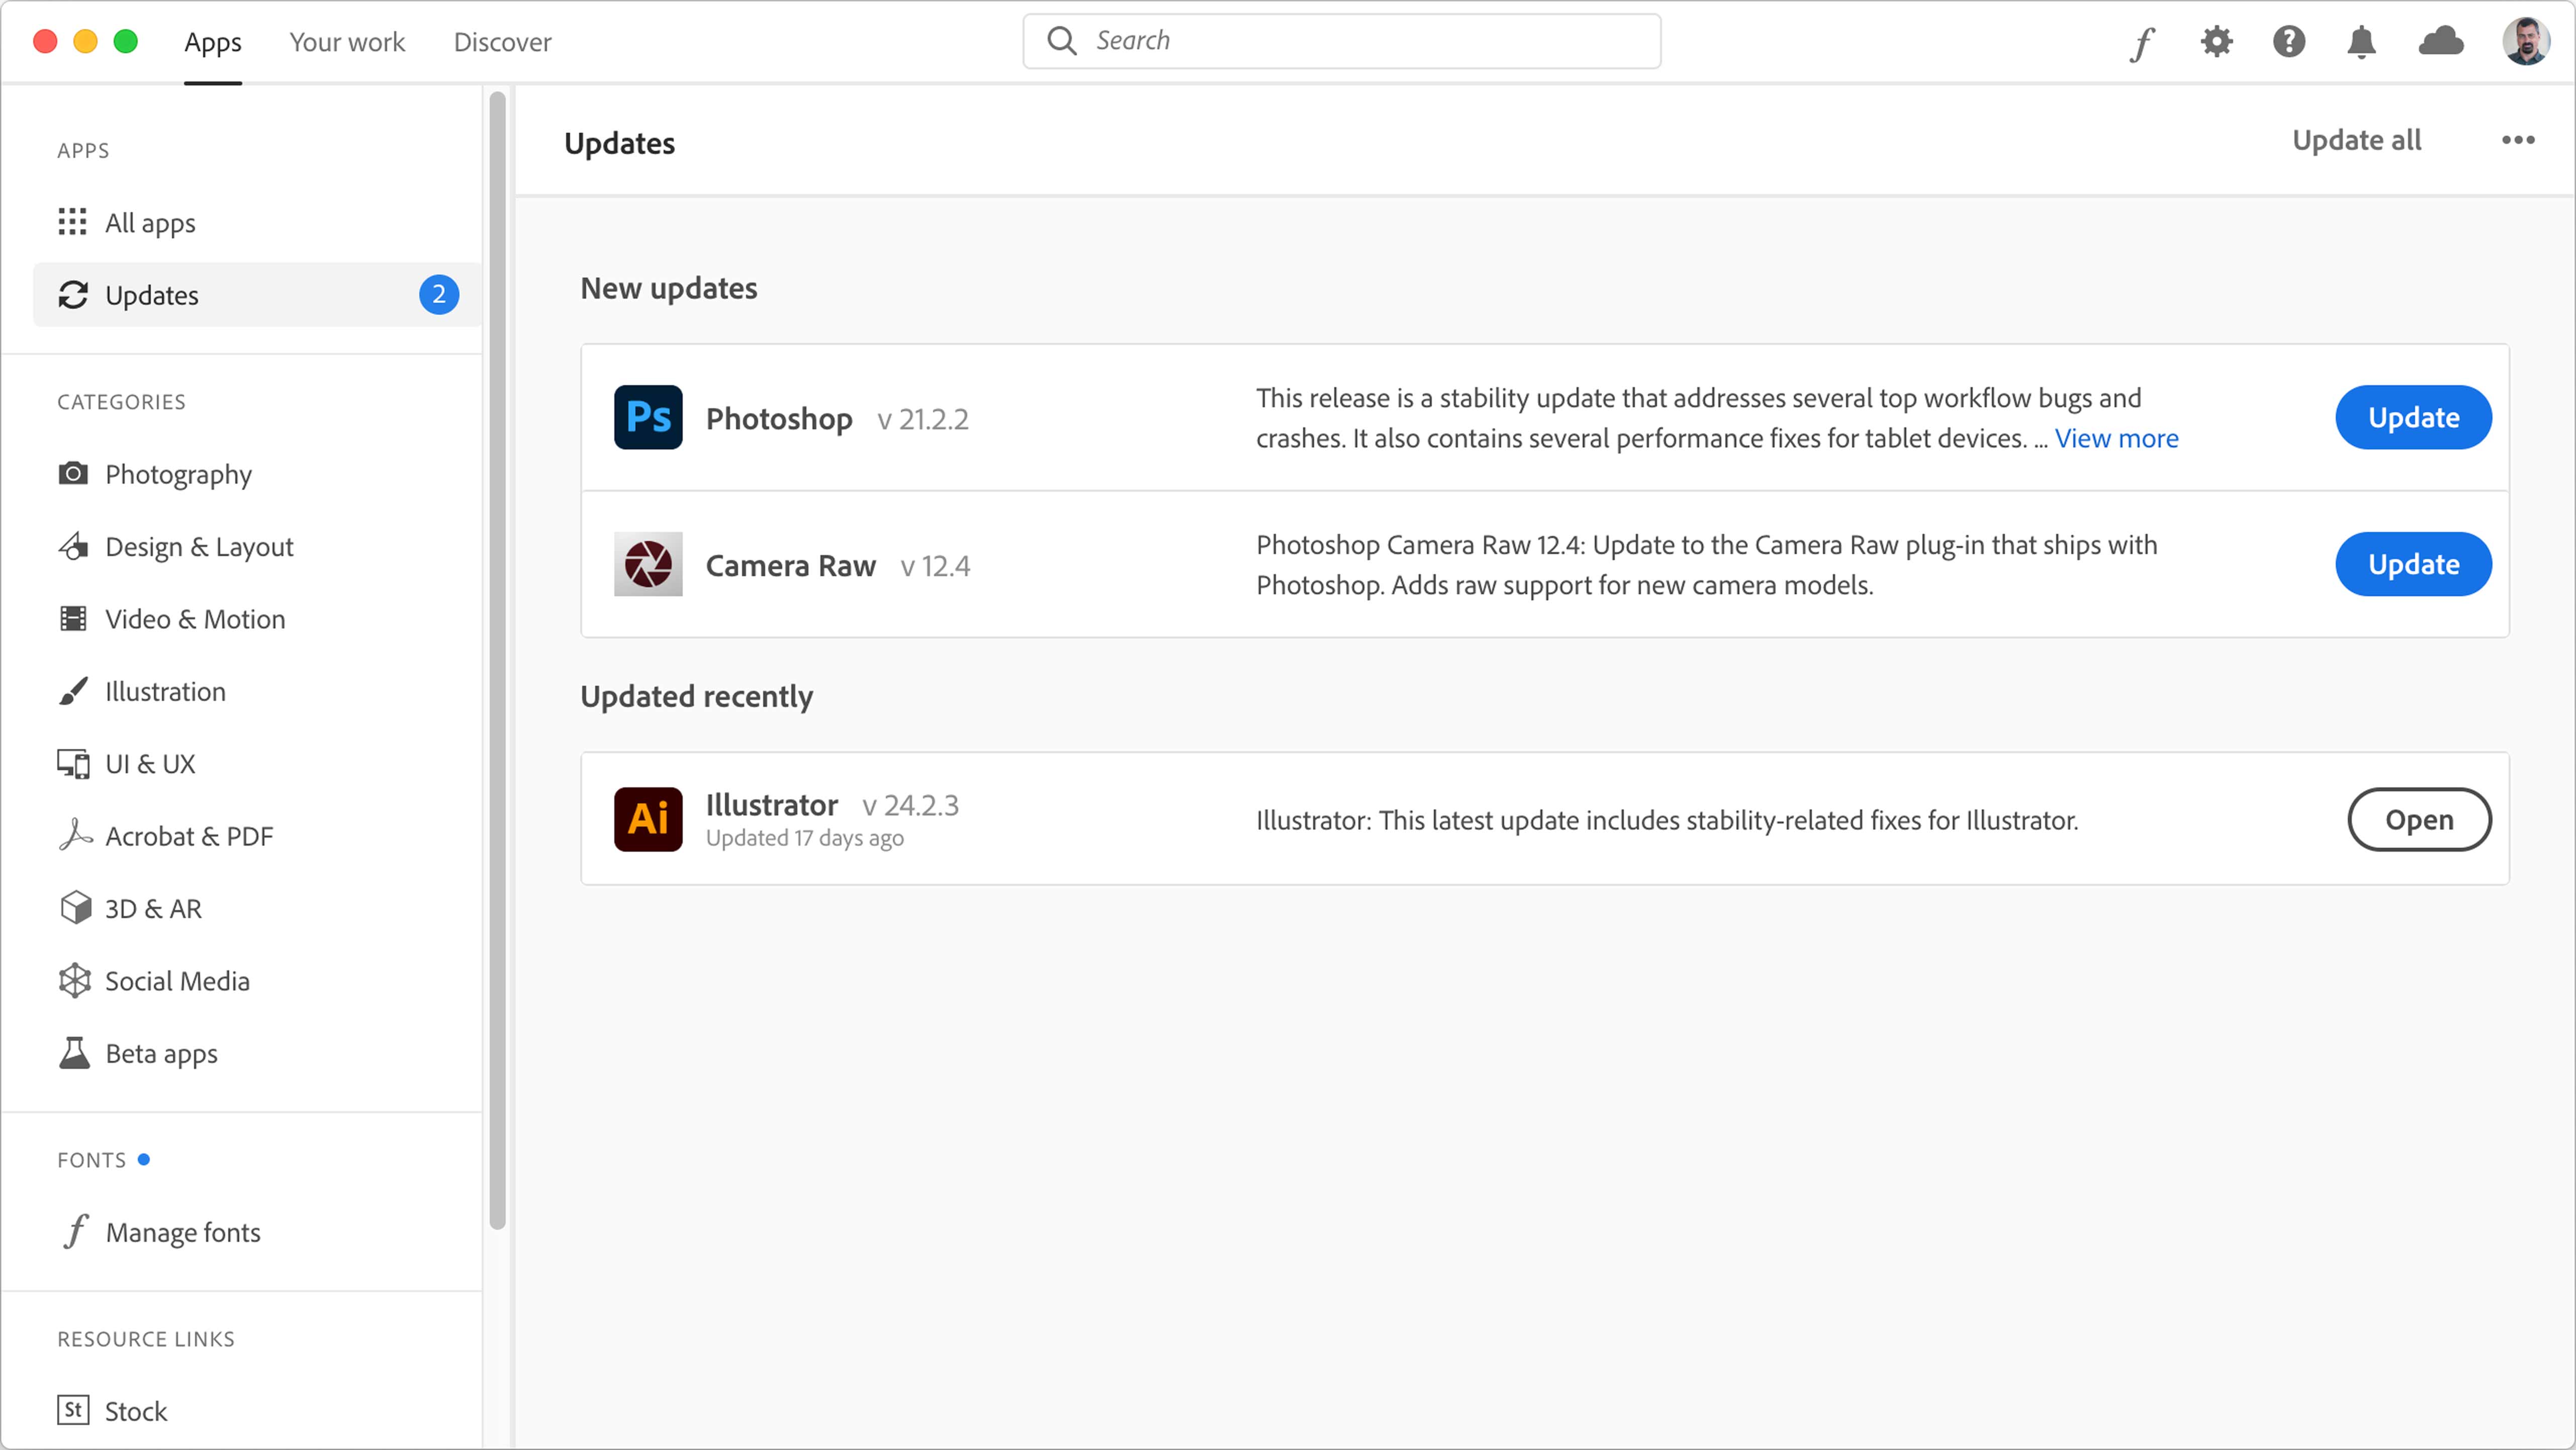 Apps
Your work
Discover
Search
APPS
All apps
Updates
2
CATEGORIES
Photography
Design & Layout
Video & Motion
Illustration
UI & UX
Acrobat & PDF
3D & AR
Social Media
Beta apps
FONTS
Manage fonts
RESOURCE LINKS
St
Stock
Updates
Update all
New updates
Ps
Photoshop v 21.2.2
This release is a stability update that addresses several top workflow bugs and
crashes. It also contains several performance fixes for tablet devices. ... View more
Update
Camera Raw v 12.4
Photoshop Camera Raw 12.4: Update to the Camera Raw plug-in that ships with
Photoshop. Adds raw support for new camera models.
Update
Updated recently
Ai
Illustrator v 24.2.3
Updated 17 days ago
Illustrator: This latest update includes stability-related fixes for Illustrator.
Open